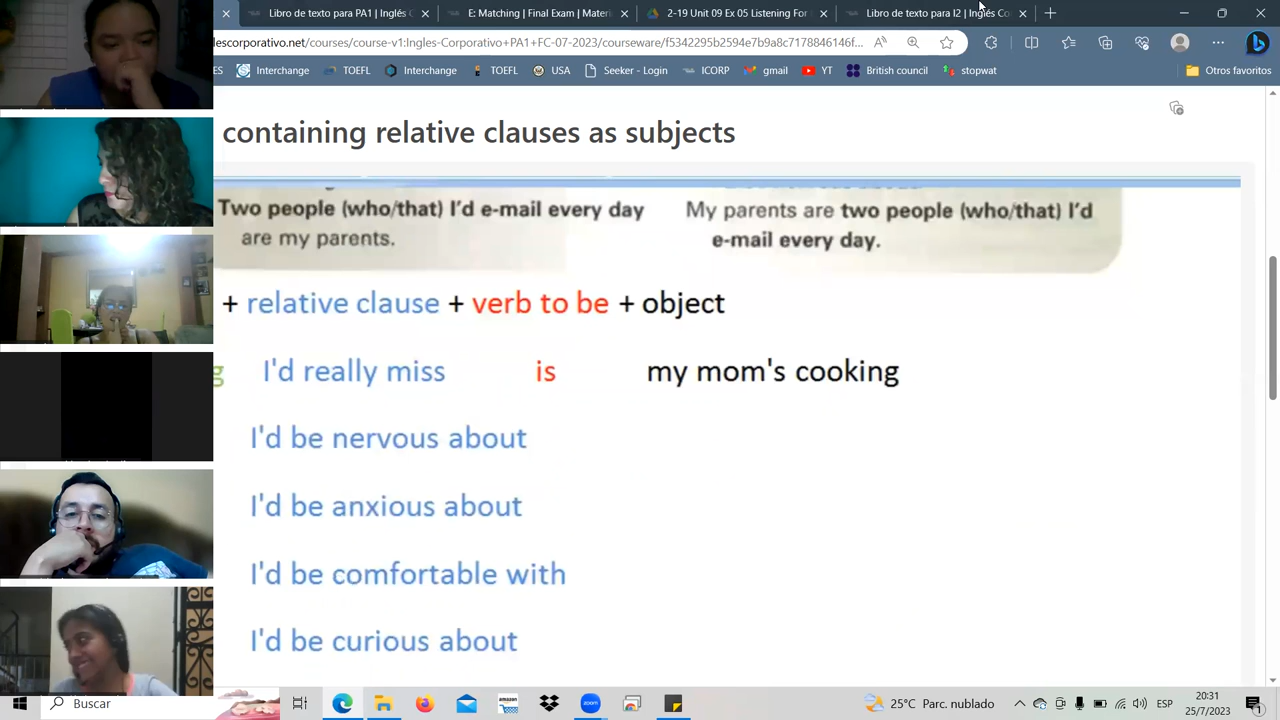 Libro de texto para PA1 | Inglés C
E: Matching | Final Exam | Materi
2-19 Unit 09 Ex 05 Listening For
Libro de texto para I2 | Inglés Co
lescorporativo.net/courses/course-v1:Ingles-Corporativo+PA1+FC-07-2023/courseware/f5342295b2594e7b9a8c7178846146f...
ES Interchange TOEFL Interchange TOEFL USA Seeker - Login ICORP gmail YT British council stopwat Otros favoritos
containing relative clauses as subjects
Two people (who/that) I'd e-mail every day
are my parents.
My parents are two people (who/that) I'd
e-mail every day.
+ relative clause + verb to be + object
g I'd really miss is my mom's cooking
I'd be nervous about
I'd be anxious about
I'd be comfortable with
I'd be curious about
Buscar
amazon
zoom
25°C Parc. nublado
ESP
20:31
25/7/2023
1